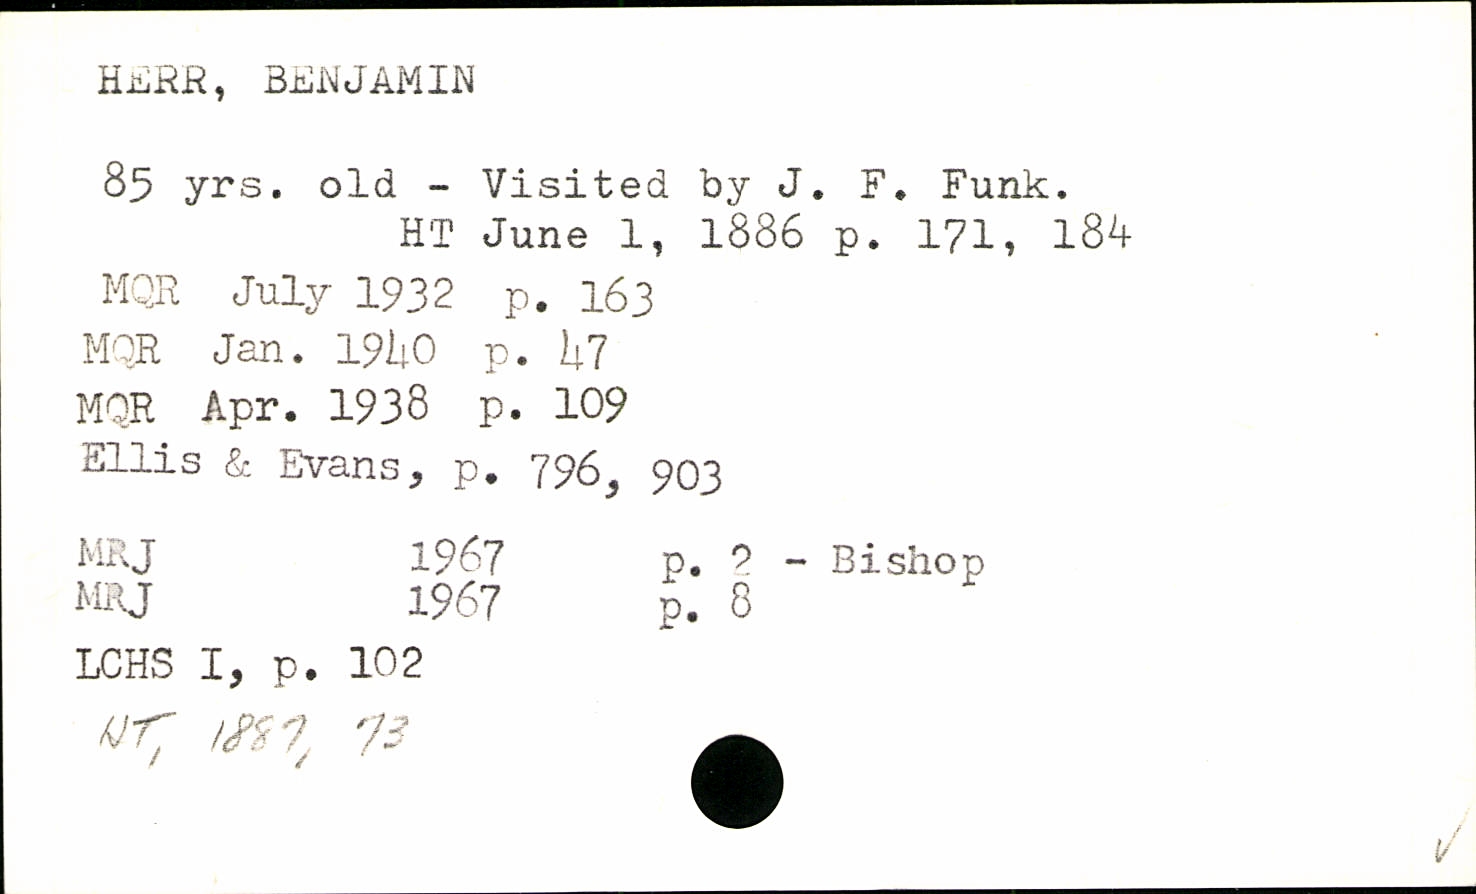 HERR, BENJAMIN
85 yrs. old - Visited by J. F. Funk.
HT June 1, 1886 p. 171, 184
MQR July 1932 p. 163
MQR Jan. 1940 p. 47
MQR Apr. 1938 p. 109
Ellis & Evans, p. 796, 903
MRJ 1967 p. 2 - Bishop
MRJ 1967 p. 8
LCHS I, p. 102
HT, 1887, 73
✓